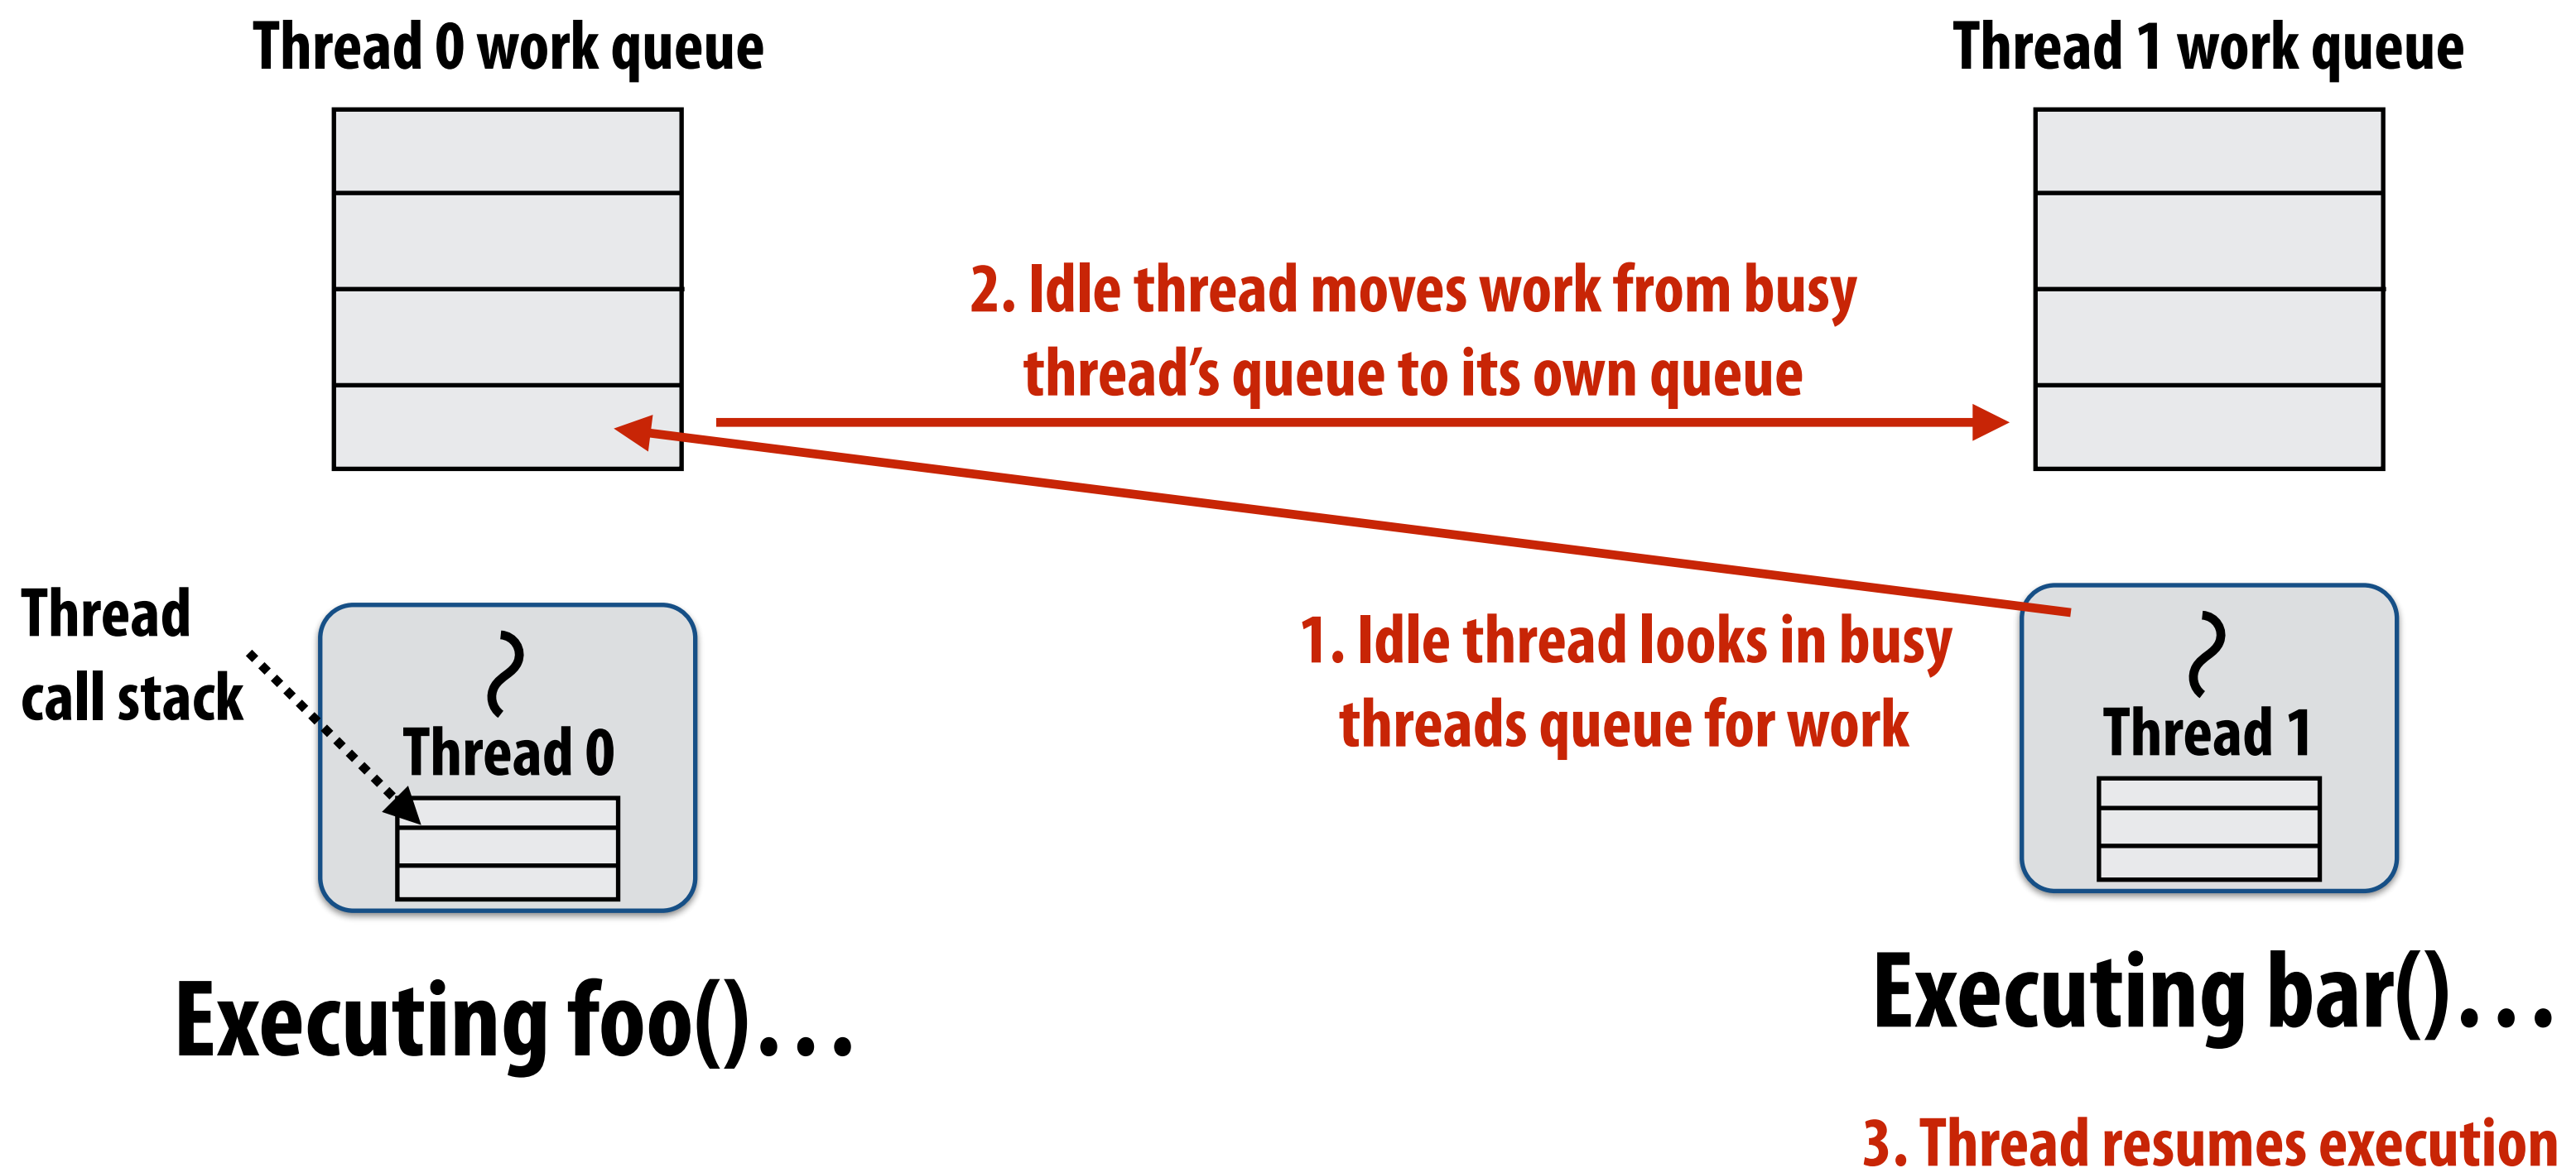 Thread 0 work queue
Thread 1 work queue
2. Idle thread moves work from busy
thread’s queue to its own queue
Thread
call stack
1. Idle thread looks in busy
threads queue for work
Thread 0
Thread 1
Executing foo()…
Executing bar()…
3. Thread resumes execution